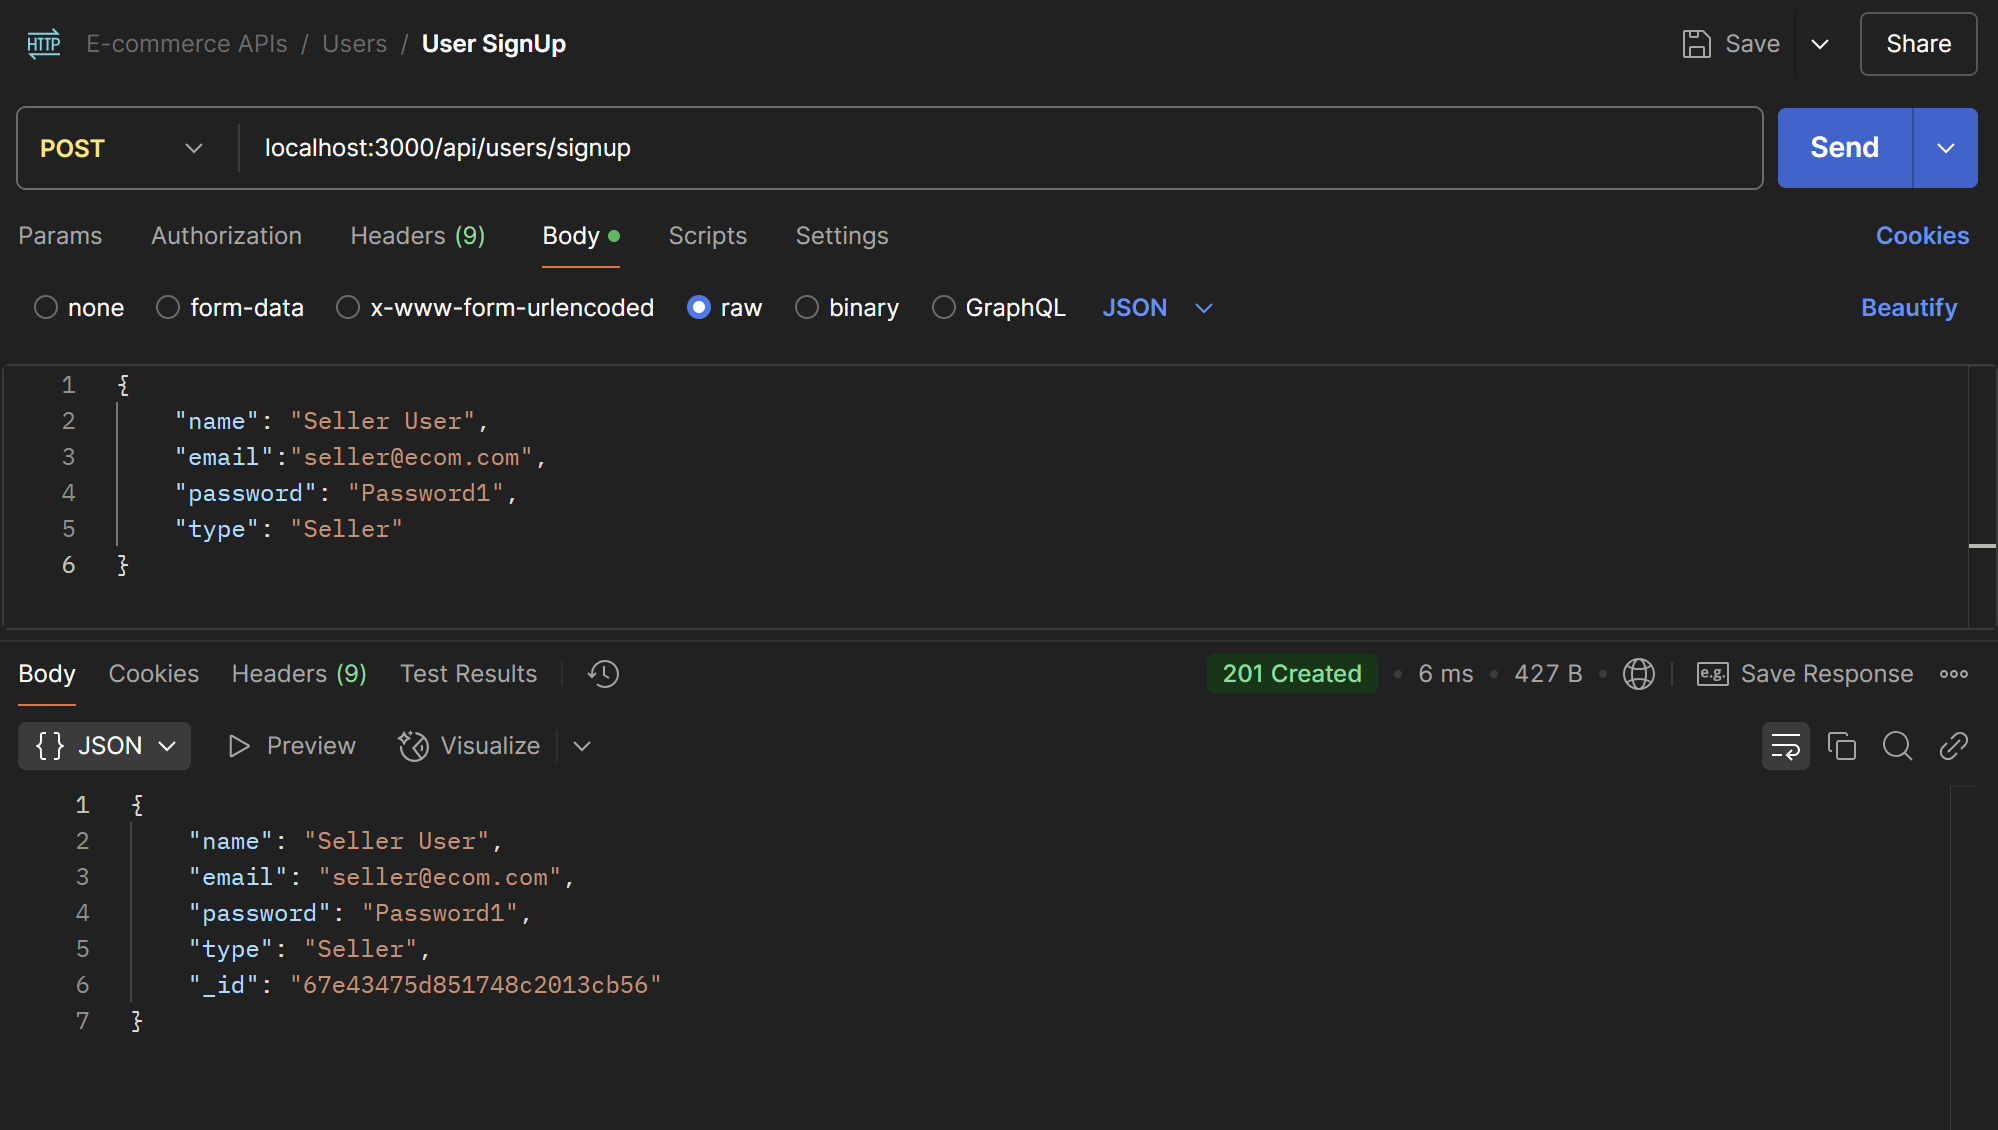 HTTP E-commerce APIs / Users / User SignUp Save Share
POST localhost:3000/api/users/signup Send
Params Authorization Headers (9) Body Scripts Settings Cookies
none form-data x-www-form-urlencoded raw binary GraphQL JSON Beautify
1 {
2 "name": "Seller User",
3 "email":"seller@ecom.com",
4 "password": "Password1",
5 "type": "Seller"
6 }
Body Cookies Headers (9) Test Results 201 Created • 6 ms • 427 B • e.g. Save Response
{} JSON Preview Visualize
1 {
2 "name": "Seller User",
3 "email": "seller@ecom.com",
4 "password": "Password1",
5 "type": "Seller",
6 "_id": "67e43475d851748c2013cb56"
7 }